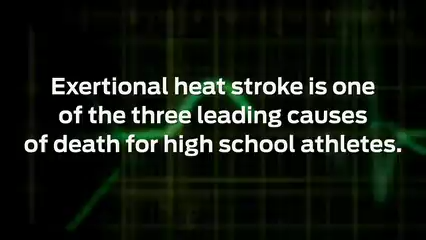 Exertional heat stroke is one
of the three leading causes
of death for high school athletes.